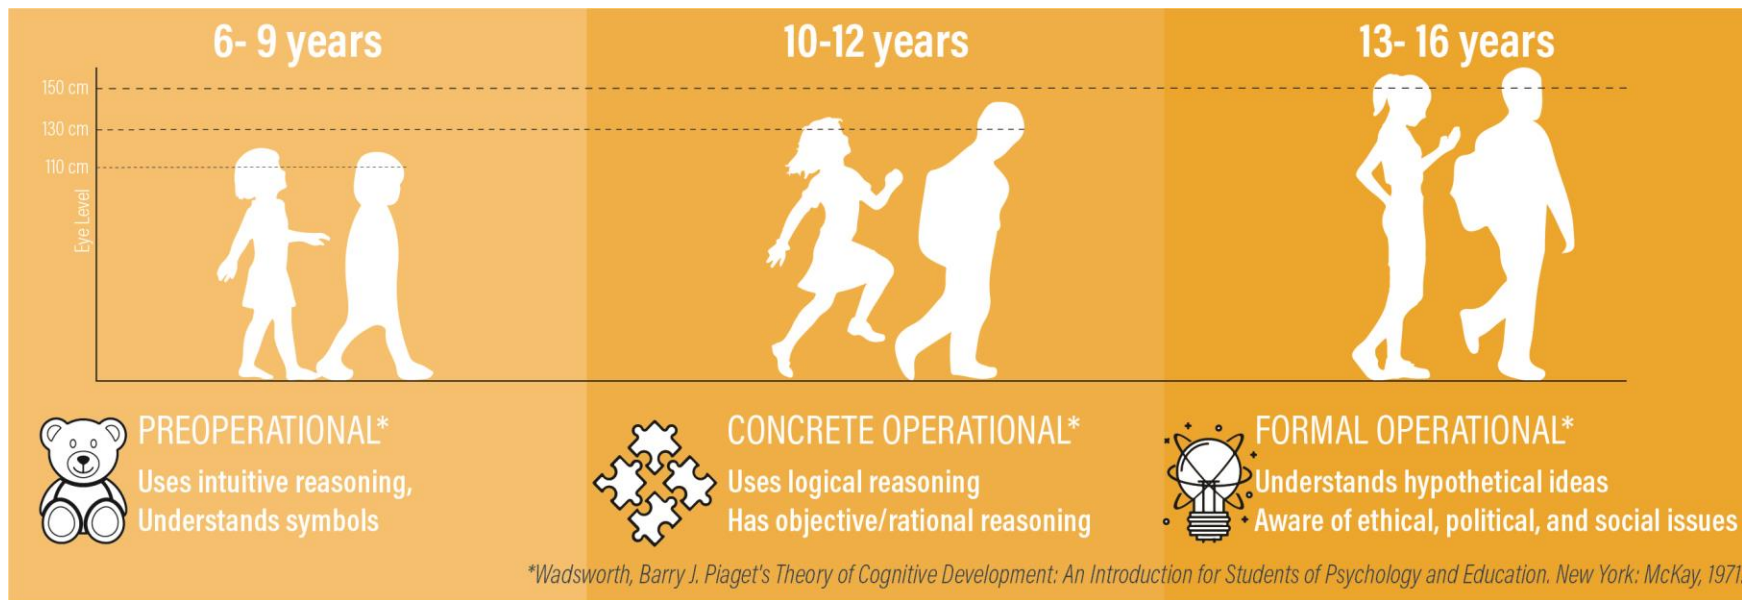 6- 9 years
10-12 years
13- 16 years
150 cm
130 cm
110 cm
Eye Level
PREOPERATIONAL*
Uses intuitive reasoning,
Understands symbols
CONCRETE OPERATIONAL*
Uses logical reasoning
Has objective/rational reasoning
FORMAL OPERATIONAL*
Understands hypothetical ideas
Aware of ethical, political, and social issues
*Wadsworth, Barry J. Piaget's Theory of Cognitive Development: An Introduction for Students of Psychology and Education. New York: McKay, 1971.